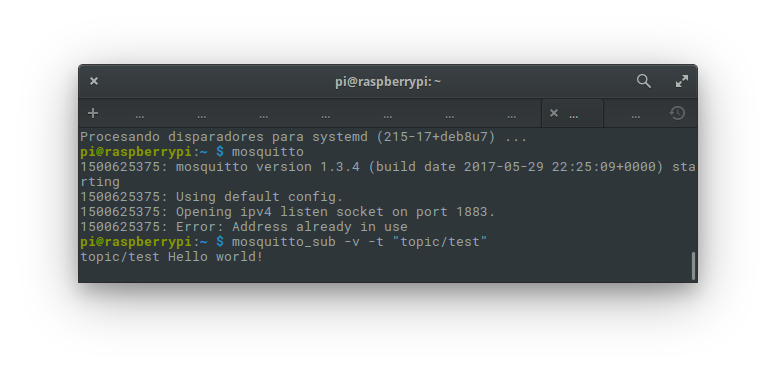 pi@raspberrypi: ~
... ... ... ... ... ... ... ... ...
Procesando disparadores para systemd (215-17+deb8u7) ...
pi@raspberrypi:~ $ mosquitto
1500625375: mosquitto version 1.3.4 (build date 2017-05-29 22:25:09+0000) sta
rting
1500625375: Using default config.
1500625375: Opening ipv4 listen socket on port 1883.
1500625375: Error: Address already in use
pi@raspberrypi:~ $ mosquitto_sub -v -t "topic/test"
topic/test Hello world!